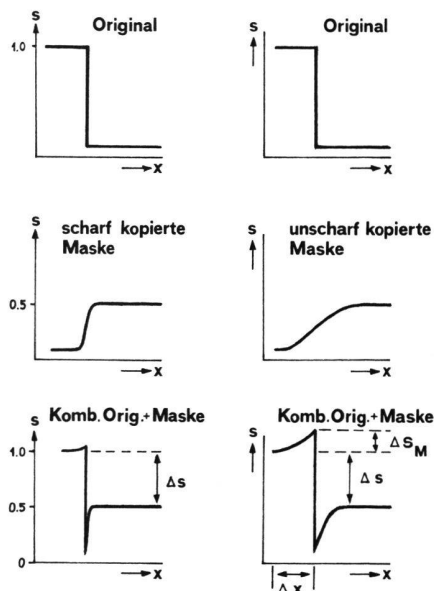 Original
s
1.0
x
Original
s
x
scharf kopierte
Maske
s
0.5
x
unscharf kopierte
Maske
s
x
Komb. Orig.+Maske
s
1.0
Δs
0.5
0
x
Komb. Orig.+Maske
s
Δs M
Δs
x
Δx